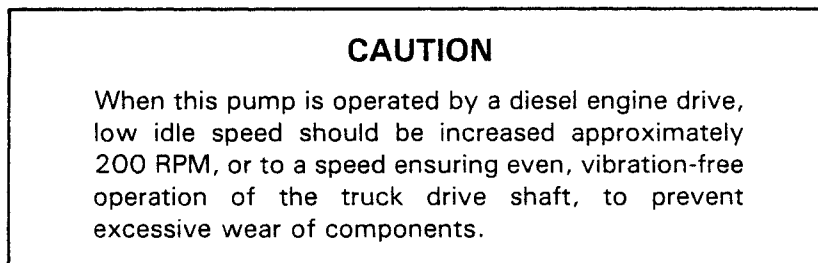 CAUTION
When this pump is operated by a diesel engine drive,
low idle speed should be increased approximately
200 RPM, or to a speed ensuring even, vibration-free
operation of the truck drive shaft, to prevent
excessive wear of components.